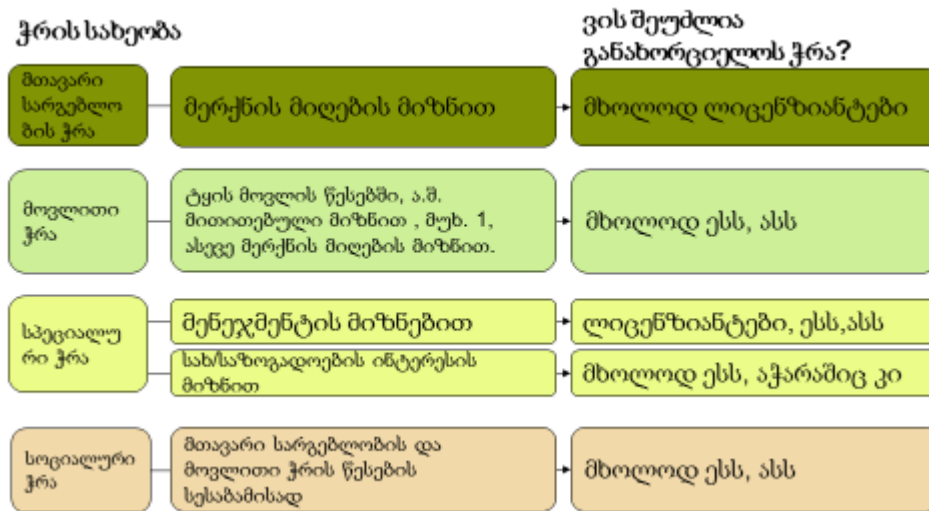 ჭრის სახეობა
ვის შეუძლია
განახორციელოს ჭრა?
მთავარი
სარგებლო
ბის ჭრა
მერქნის მიღების მიზნით
მხოლოდ ლიცენზიანტები
მოვლითი
ჭრა
ტყის მოვლის წესებში, ა.შ.
მითითებული მიზნით , მუხ. 1,
ასევე მერქნის მიღების მიზნით.
მხოლოდ ესს, ასს
სპეციალუ
რი ჭრა
მენეჯმენტის მიზნებით
ლიცენზიანტები, ესს,ასს
სახ/საზოგადოების ინტერესის
მიზნით
მხოლოდ ესს, აჭარაშიც კი
სოციალური
ჭრა
მთავარი სარგებლობის და
მოვლითი ჭრის წესების
სესაბამისად
მხოლოდ ესს, ასს